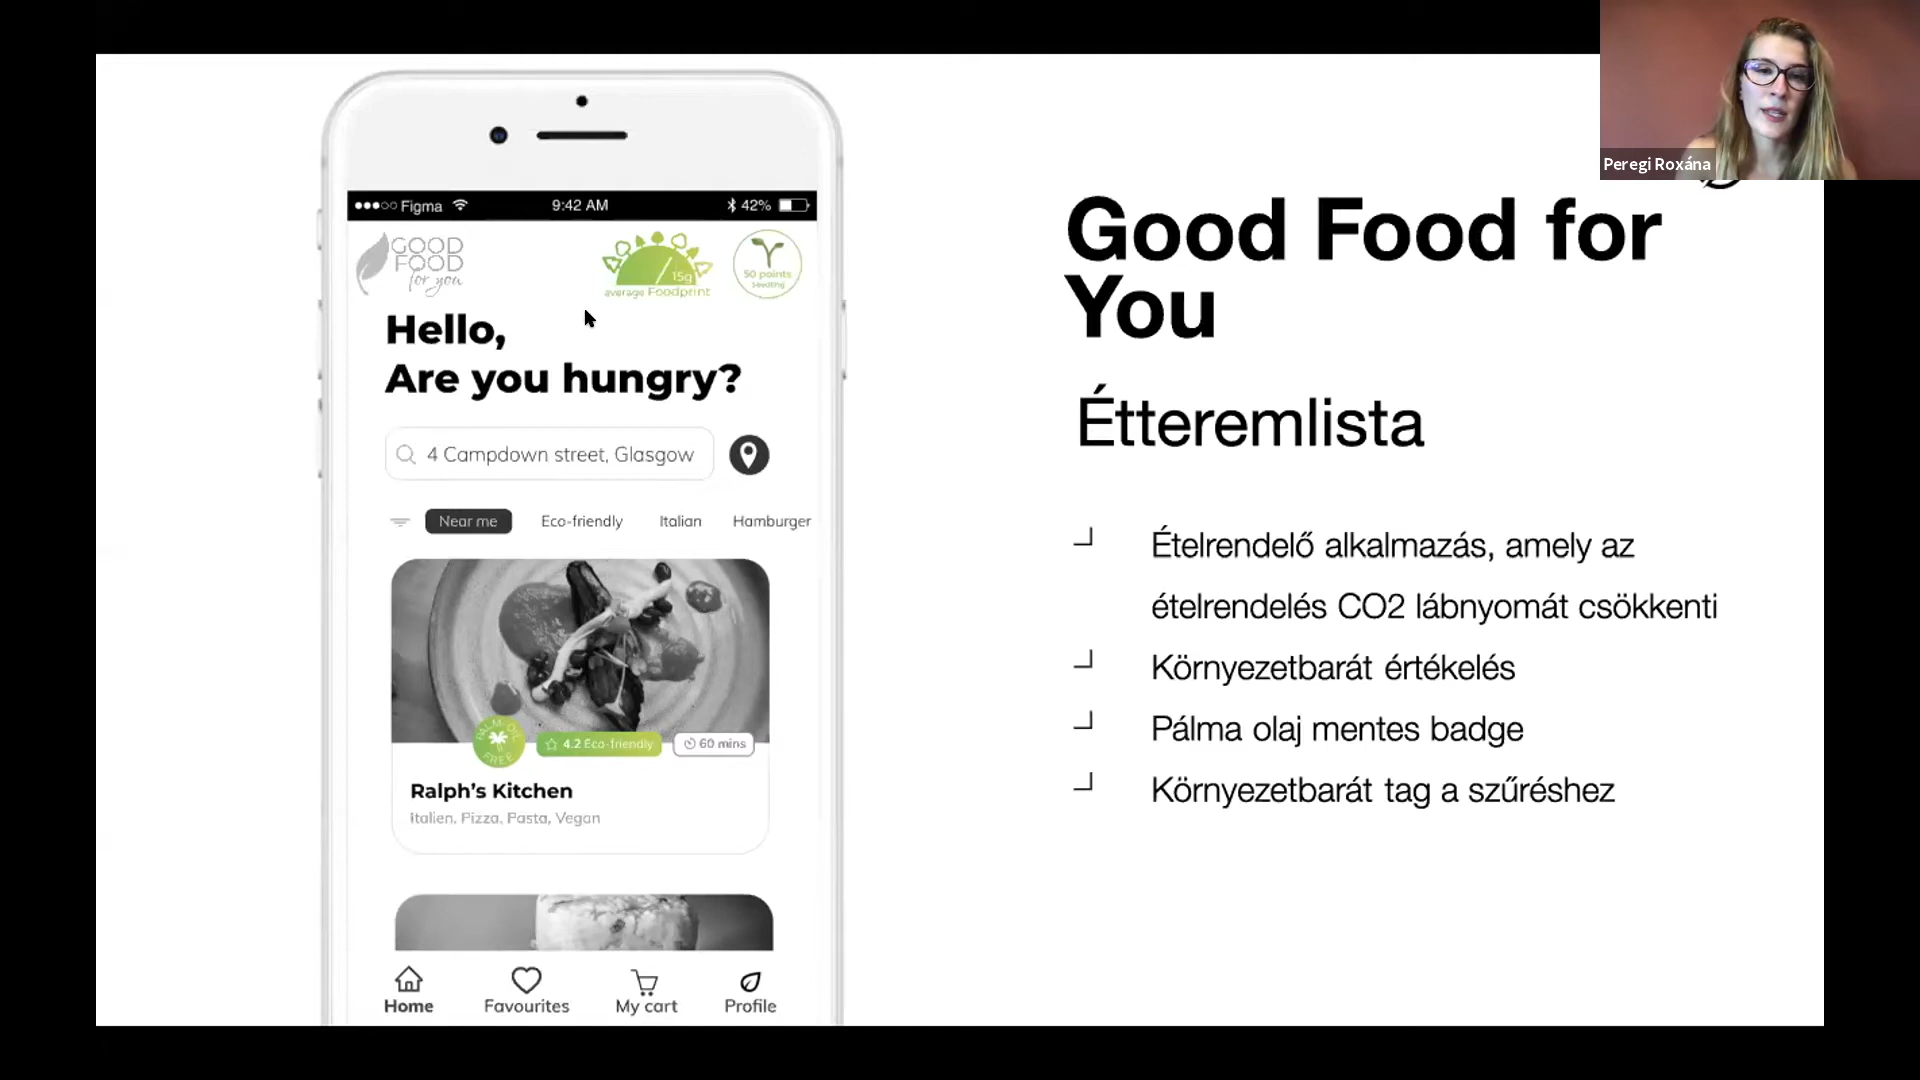 Peregi Roxána
Figma
9:42 AM
42%
GOOD
FOOD
for you
15g
average Foodprint
50 points
Seedling
Hello,
Are you hungry?
4 Campdown street, Glasgow
Near me
Eco-friendly
Italian
Hamburger
PALM-OIL
FREE
4.2 Eco-friendly
60 mins
Ralph's Kitchen
Italien, Pizza, Pasta, Vegan
Home
Favourites
My cart
Profile
Good Food for
You
Étteremlista
Ételrendelő alkalmazás, amely az
ételrendelés CO2 lábnyomát csökkenti
Környezetbarát értékelés
Pálma olaj mentes badge
Környezetbarát tag a szűréshez